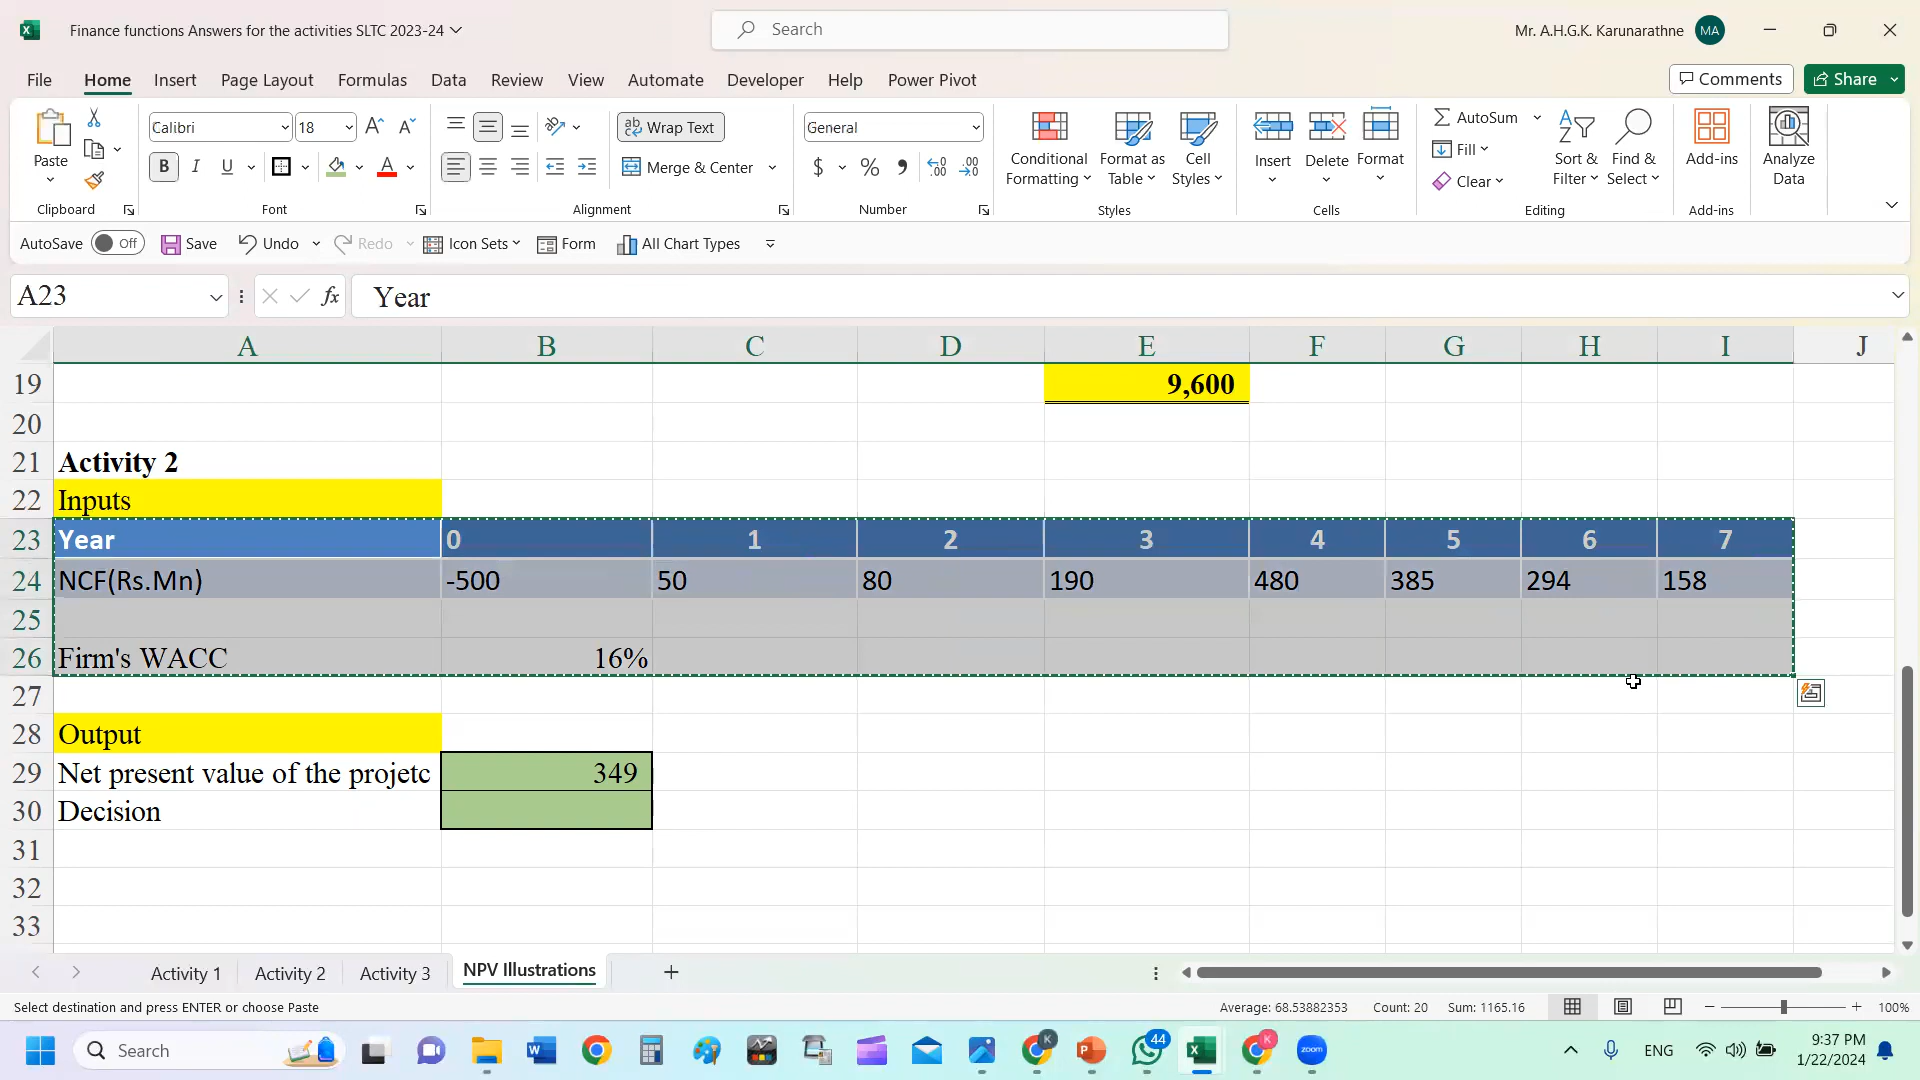 Finance functions Answers for the activities SLTC 2023-24
Search
Mr. A.H.G.K. Karunarathne
MA
File Home Insert Page Layout Formulas Data Review View Automate Developer Help Power Pivot
Comments
Share
Paste
Clipboard
Calibri
18
B I U
A
Font
Wrap Text
Merge & Center
Alignment
General
$ % ,
Number
Conditional Formatting
Format as Table
Cell Styles
Styles
Insert
Delete
Format
Cells
AutoSum
Fill
Clear
Sort & Filter
Find & Select
Editing
Add-ins
Add-ins
Analyze Data
AutoSave Off Save Undo Redo Icon Sets Form All Chart Types
A23
fx
Year
A B C D E F G H I J
19 9,600
20
21 Activity 2
22 Inputs
23 Year 0 1 2 3 4 5 6 7
24 NCF(Rs.Mn) -500 50 80 190 480 385 294 158
25
26 Firm's WACC 16%
27
28 Output
29 Net present value of the projetc 349
30 Decision
31
32
33
Activity 1 Activity 2 Activity 3 NPV Illustrations
Select destination and press ENTER or choose Paste
Average: 68.53882353 Count: 20 Sum: 1165.16
100%
Search
K
44
K
zoom
ENG
9:37 PM
1/22/2024